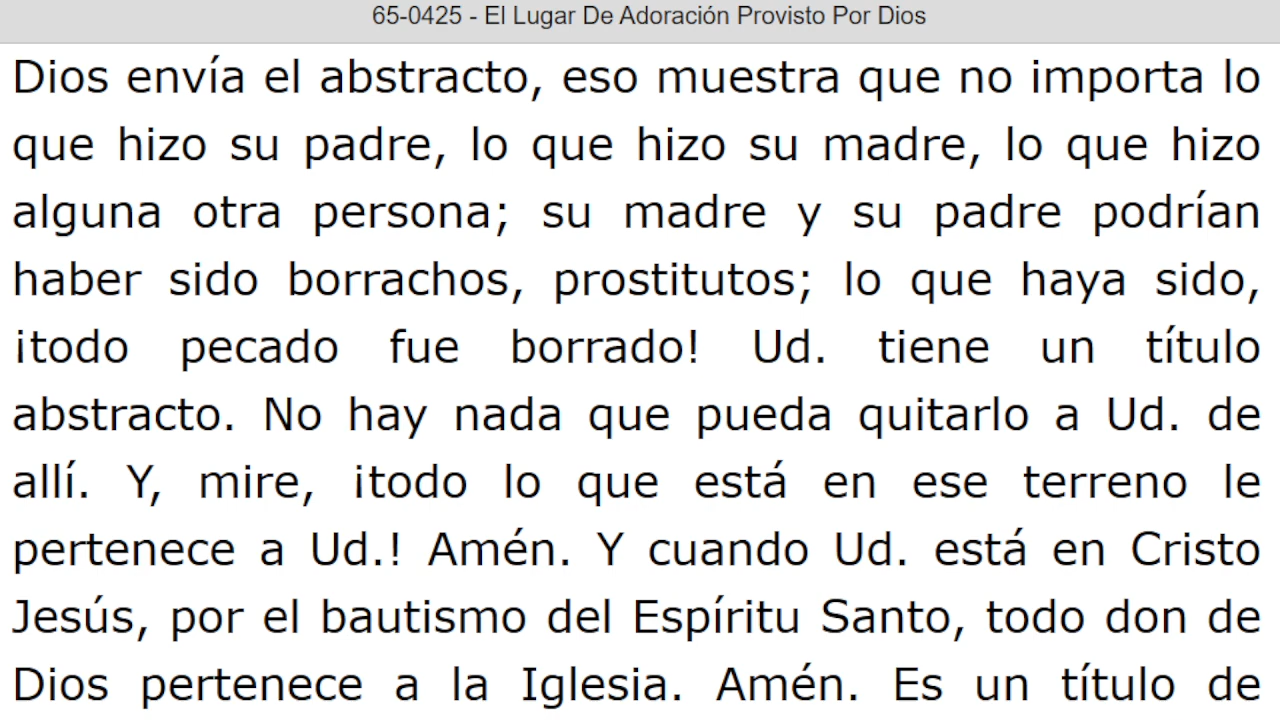 65-0425 - El Lugar De Adoración Provisto Por Dios
Dios envía el abstracto, eso muestra que no importa lo
que hizo su padre, lo que hizo su madre, lo que hizo
alguna otra persona; su madre y su padre podrían
haber sido borrachos, prostitutos; lo que haya sido,
¡todo pecado fue borrado! Ud. tiene un título
abstracto. No hay nada que pueda quitarlo a Ud. de
allí. Y, mire, ¡todo lo que está en ese terreno le
pertenece a Ud.! Amén. Y cuando Ud. está en Cristo
Jesús, por el bautismo del Espíritu Santo, todo don de
Dios pertenece a la Iglesia. Amén. Es un título de